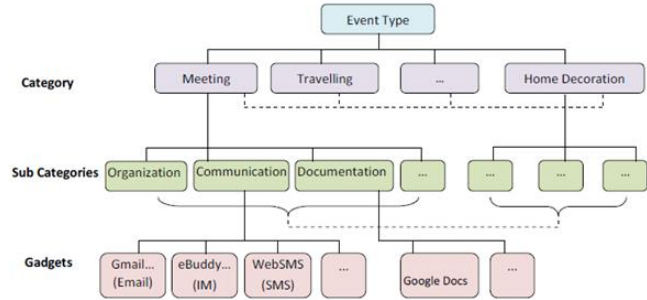 Event Type
Category
Meeting
Travelling
...
Home Decoration
Sub Categories
Organization
Communication
Documentation
...
...
...
...
Gadgets
Gmail...
(Email)
eBuddy...
(IM)
WebSMS
(SMS)
...
Google Docs
...